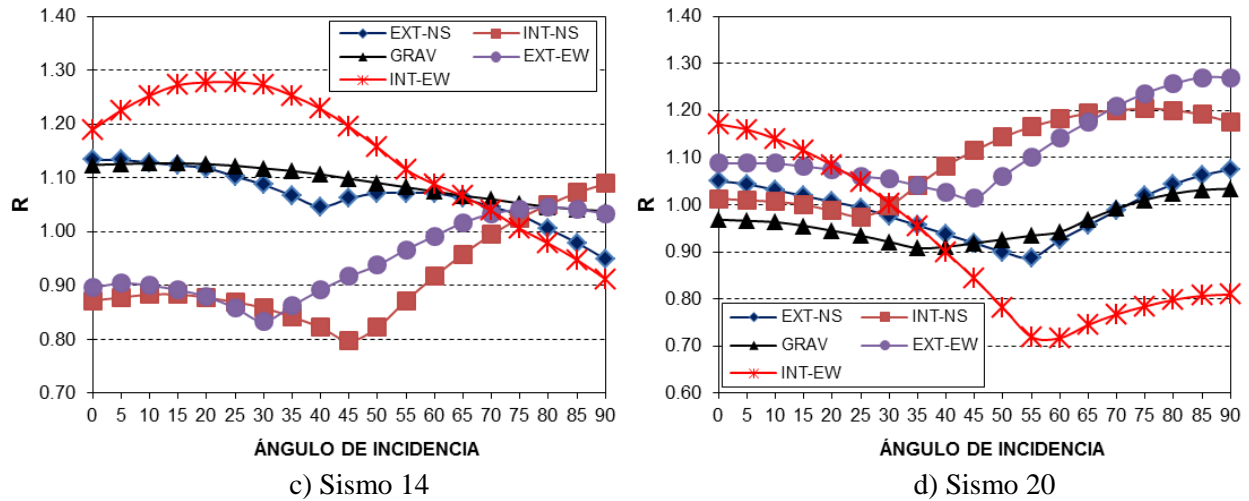 1.40
1.30
1.20
1.10
1.00
0.90
0.80
0.70
R
EXT-NS INT-NS
GRAV EXT-EW
INT-EW
0 5 10 15 20 25 30 35 40 45 50 55 60 65 70 75 80 85 90
ÁNGULO DE INCIDENCIA
c) Sismo 14
1.40
1.30
1.20
1.10
1.00
0.90
0.80
0.70
0.60
R
EXT-NS INT-NS
GRAV EXT-EW
INT-EW
0 5 10 15 20 25 30 35 40 45 50 55 60 65 70 75 80 85 90
ÁNGULO DE INCIDENCIA
d) Sismo 20